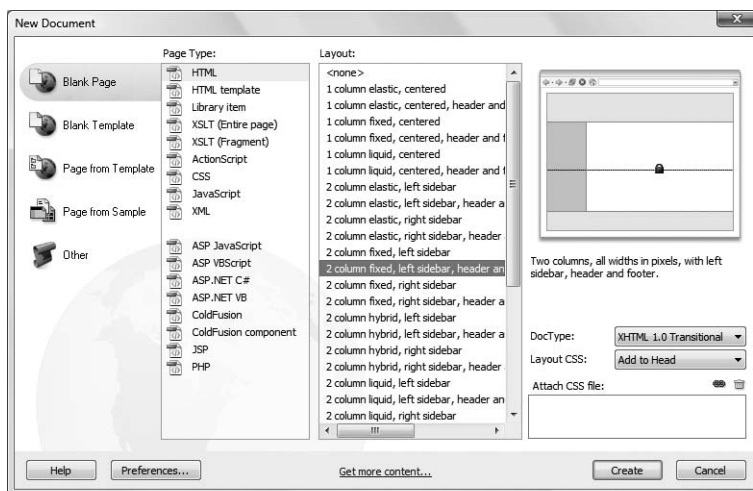 New Document
Page Type:
Layout:
Blank Page
Blank Template
Page from Template
Page from Sample
Other
HTML
HTML template
Library item
XSLT (Entire page)
XSLT (Fragment)
ActionScript
CSS
JavaScript
XML
ASP JavaScript
ASP VBScript
ASP.NET C#
ASP.NET VB
ColdFusion
ColdFusion component
JSP
PHP
<none>
1 column elastic, centered
1 column elastic, centered, header and
1 column fixed, centered
1 column fixed, centered, header and f
1 column liquid, centered
1 column liquid, centered, header and f
2 column elastic, left sidebar
2 column elastic, left sidebar, header a
2 column elastic, right sidebar
2 column elastic, right sidebar, header
2 column fixed, left sidebar
2 column fixed, left sidebar, header an
2 column fixed, right sidebar
2 column fixed, right sidebar, header a
2 column hybrid, left sidebar
2 column hybrid, left sidebar, header a
2 column hybrid, right sidebar
2 column hybrid, right sidebar, header
2 column liquid, left sidebar
2 column liquid, left sidebar, header an
2 column liquid, right sidebar
Two columns, all widths in pixels, with left
sidebar, header and footer.
DocType: XHTML 1.0 Transitional
Layout CSS: Add to Head
Attach CSS file:
Help
Preferences...
Get more content...
Create
Cancel